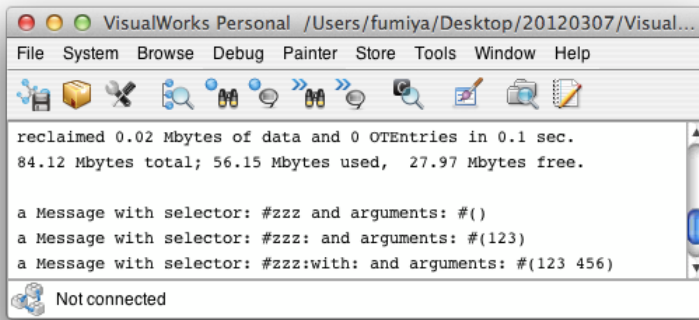 VisualWorks Personal /Users/fumiya/Desktop/20120307/Visual...
File System Browse Debug Painter Store Tools Window Help
reclaimed 0.02 Mbytes of data and 0 OTEntries in 0.1 sec.
84.12 Mbytes total; 56.15 Mbytes used, 27.97 Mbytes free.
a Message with selector: #zzz and arguments: #()
a Message with selector: #zzz: and arguments: #(123)
a Message with selector: #zzz:with: and arguments: #(123 456)
Not connected